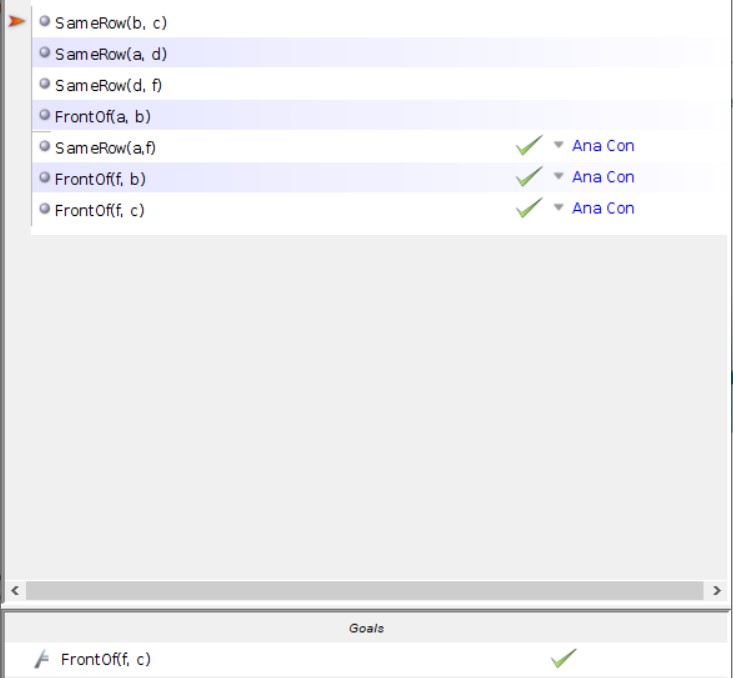 SameRow(b, c)
SameRow(a, d)
SameRow(d, f)
FrontOf(a, b)
SameRow(a,f) Ana Con
FrontOf(f, b) Ana Con
FrontOf(f, c) Ana Con
Goals
FrontOf(f, c)